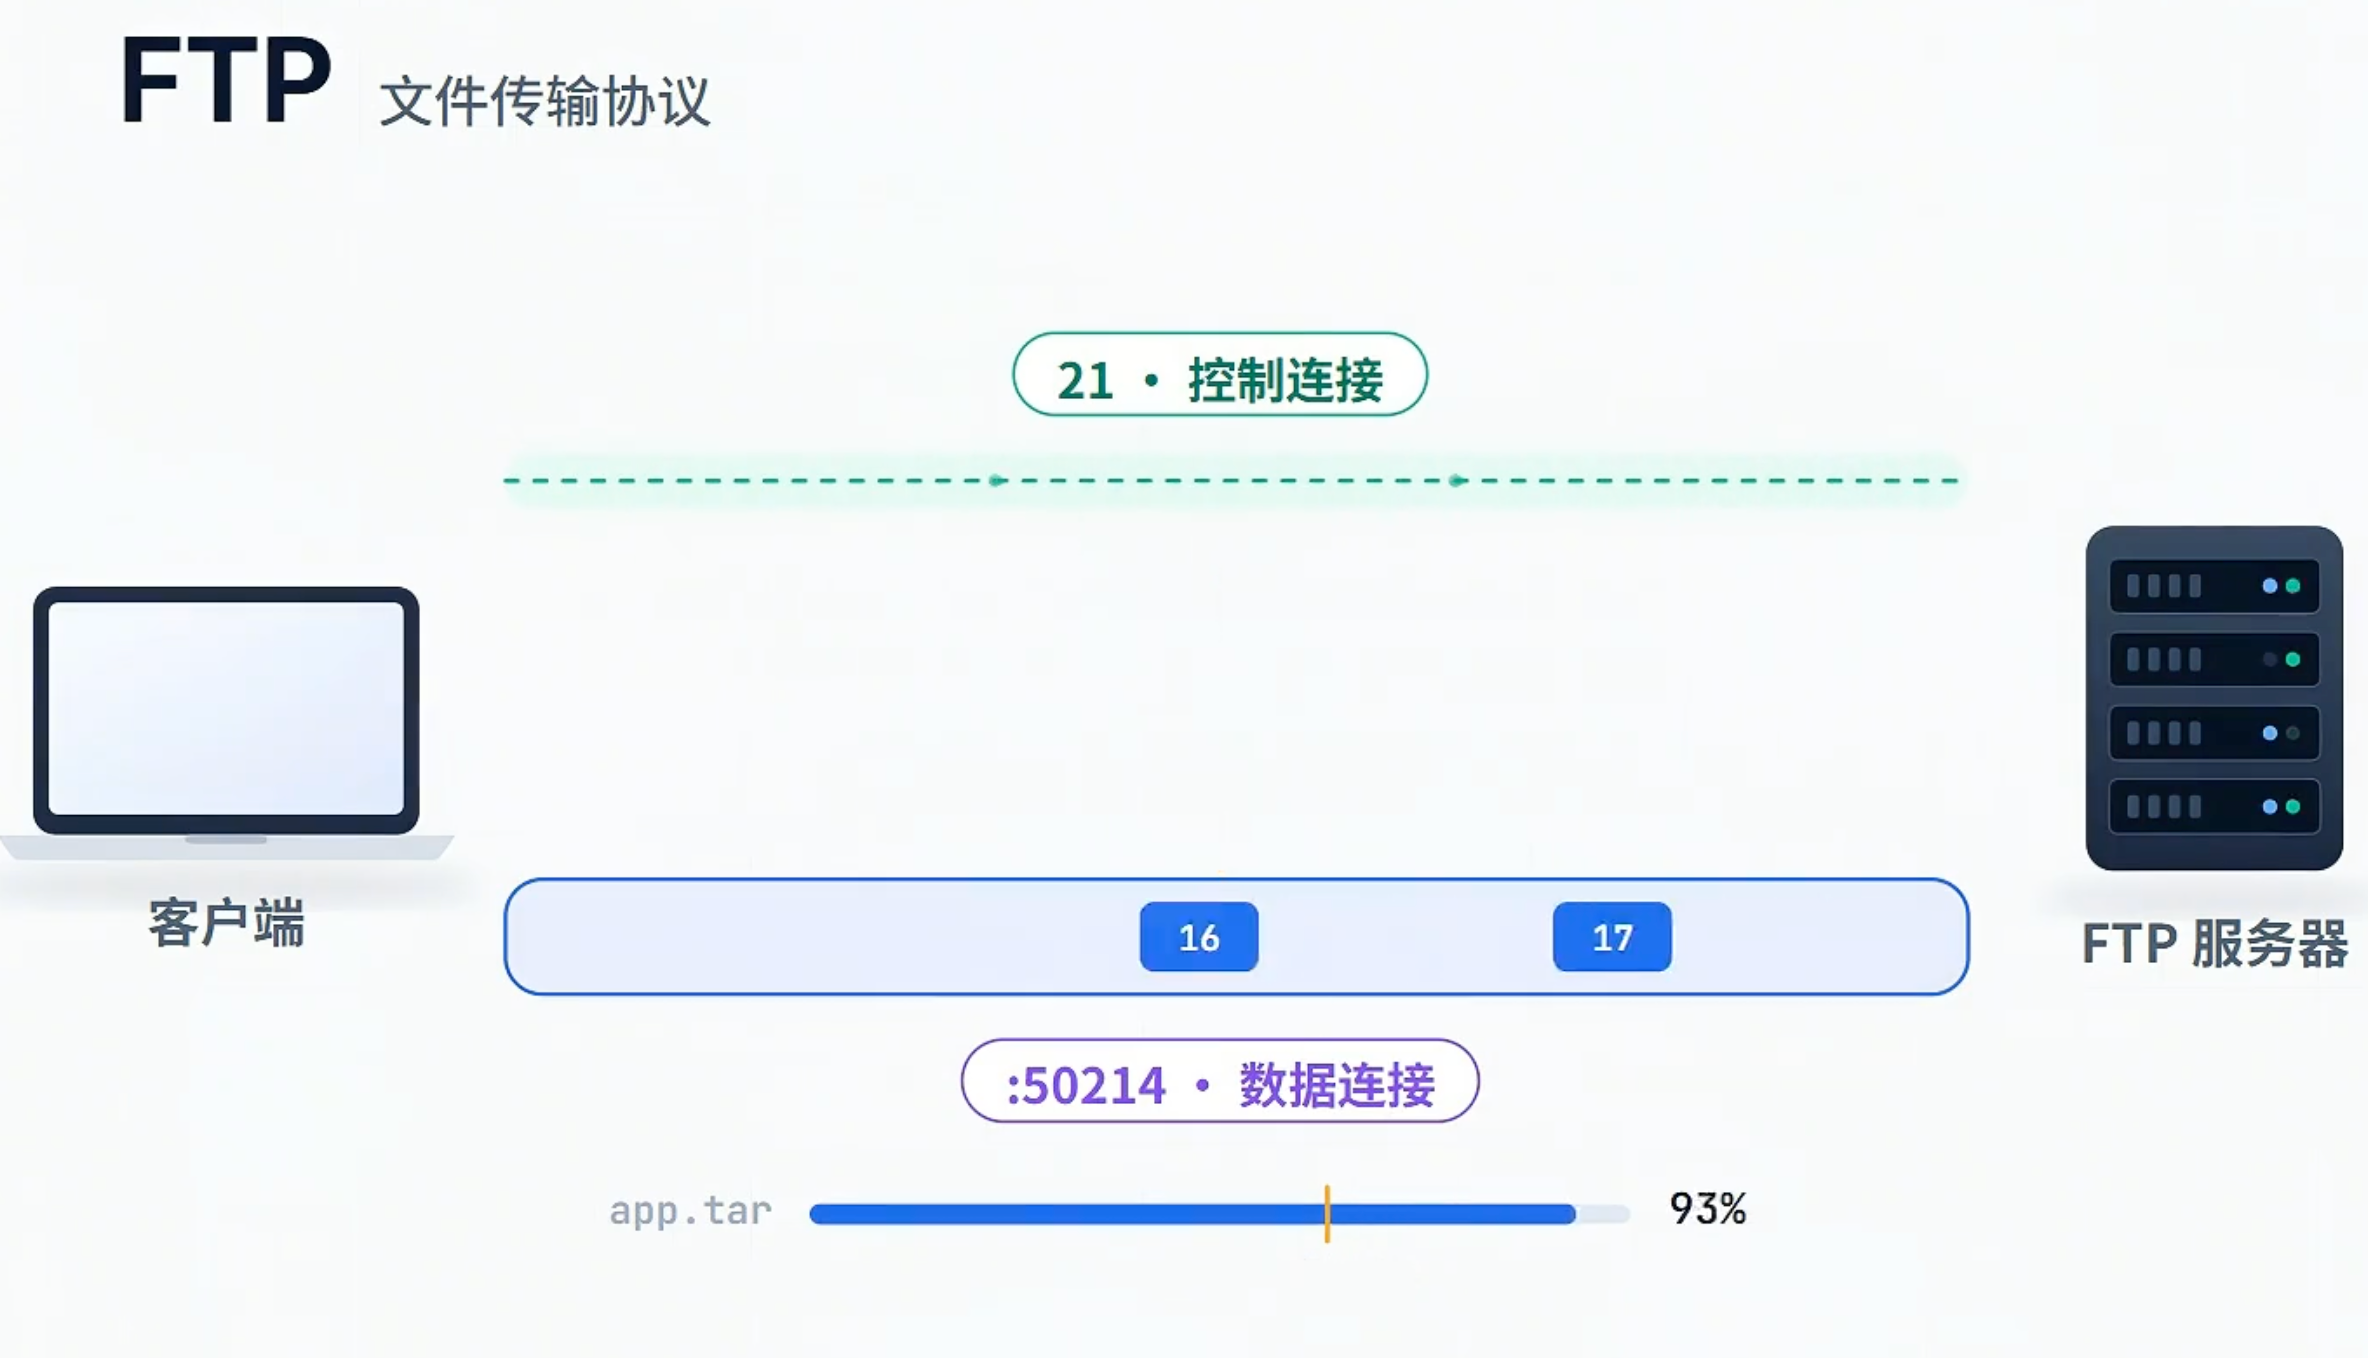 FTP 文件传输协议
21 · 控制连接
客户端
FTP 服务器
16
17
:50214 · 数据连接
app.tar
93%